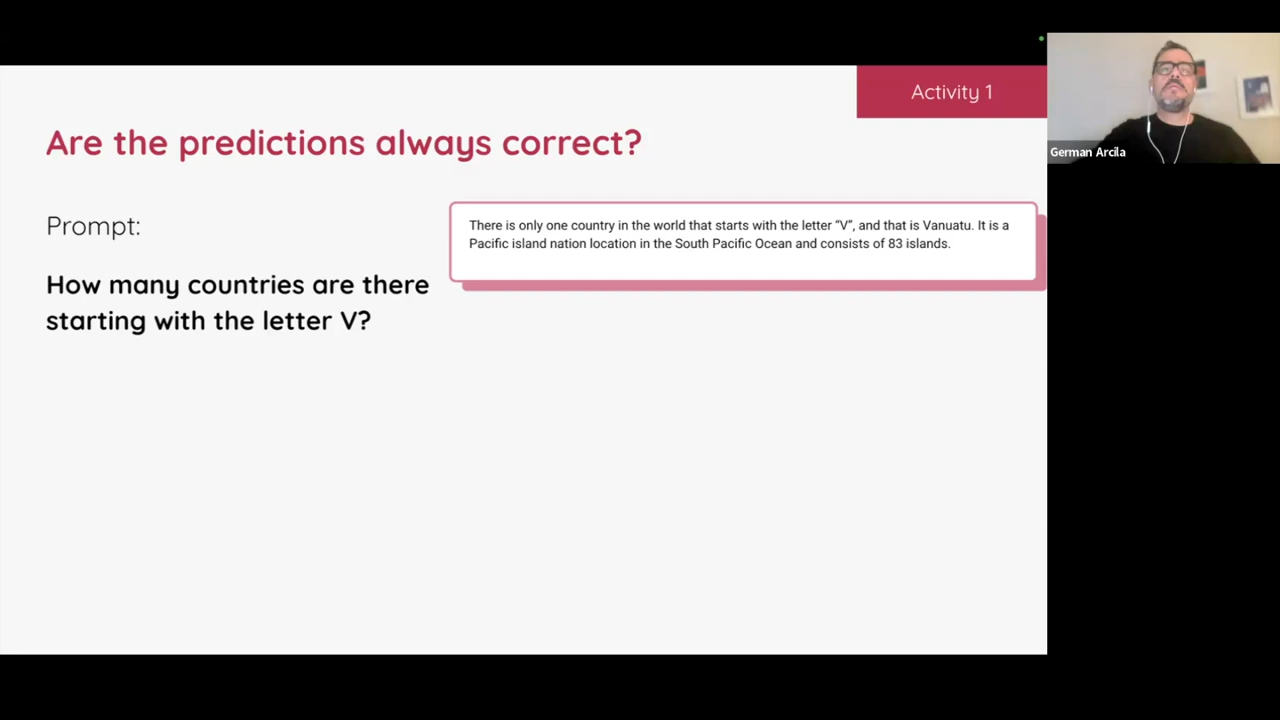 Activity 1
Are the predictions always correct?
Prompt:
How many countries are there
starting with the letter V?
There is only one country in the world that starts with the letter “V”, and that is Vanuatu. It is a
Pacific island nation location in the South Pacific Ocean and consists of 83 islands.
German Arcila